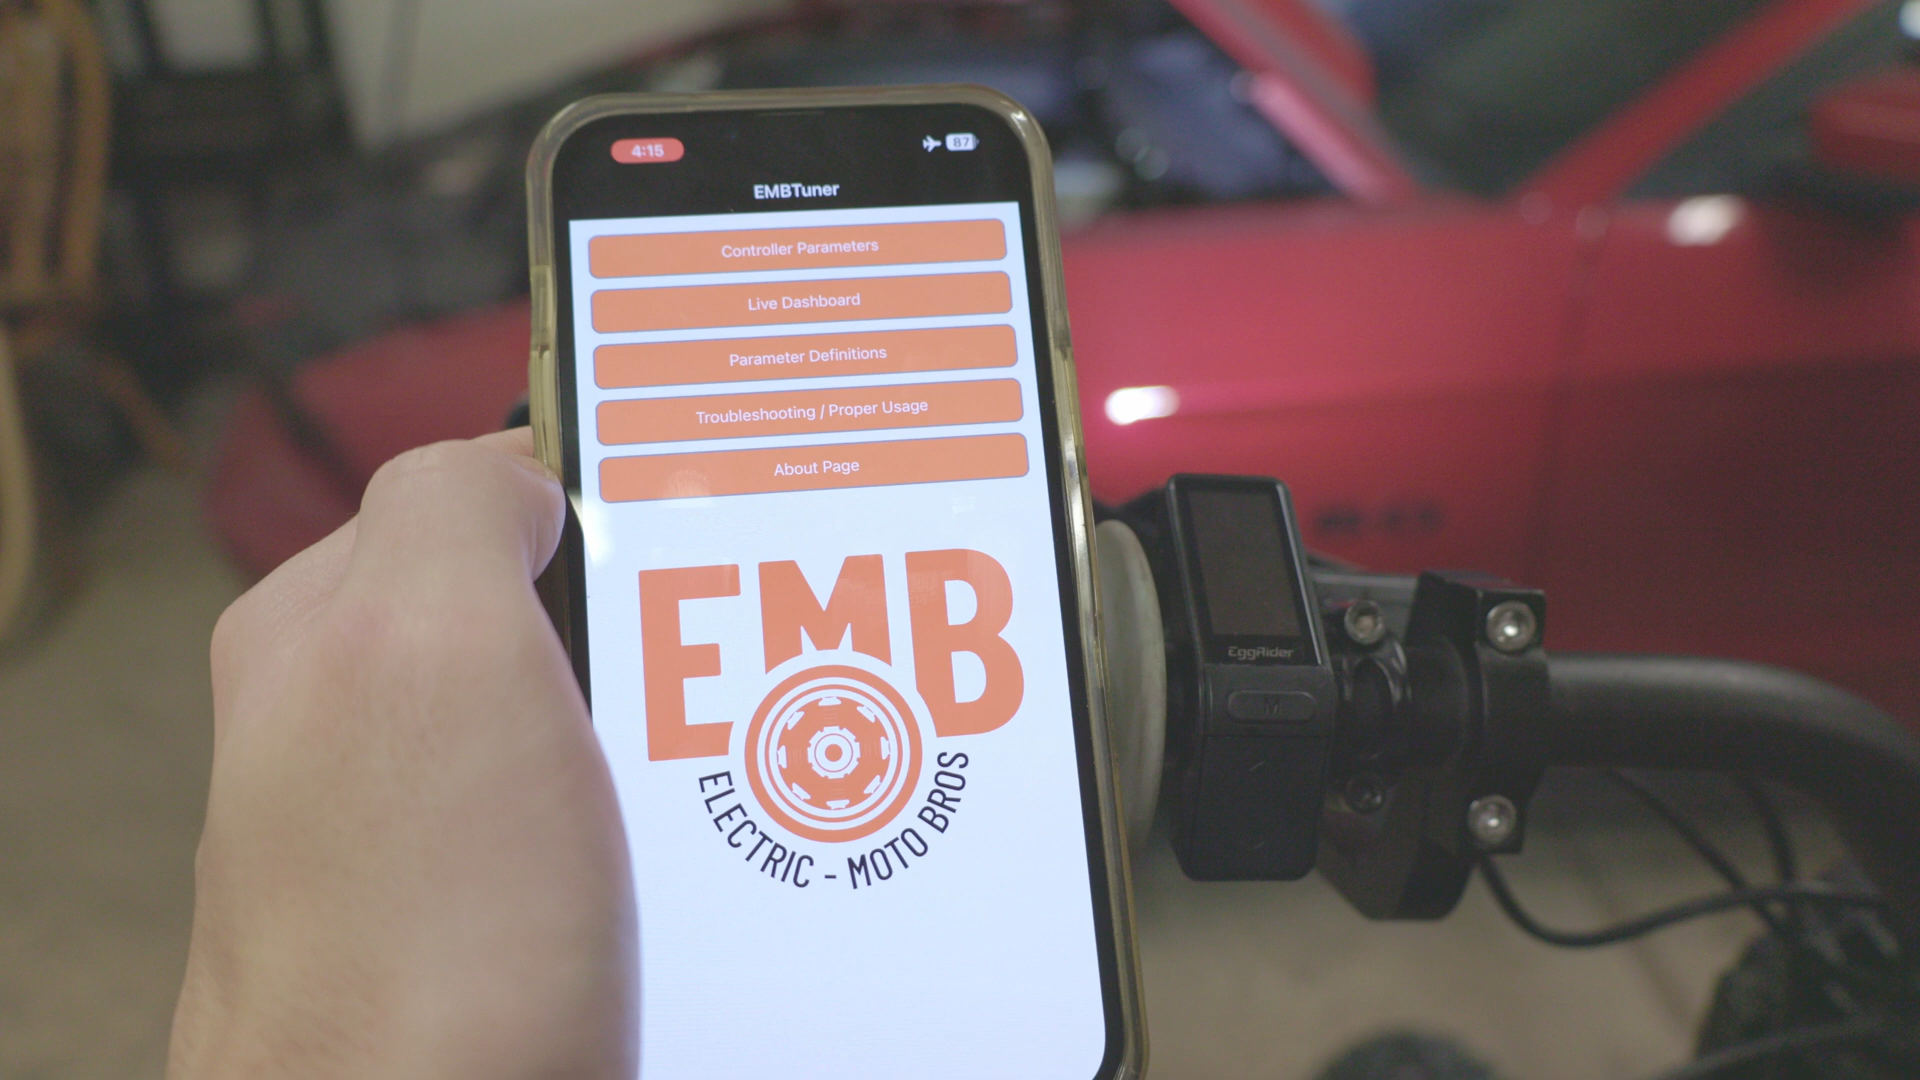 4:15
87
EMBTuner
Controller Parameters
Live Dashboard
Parameter Definitions
Troubleshooting / Proper Usage
About Page
EMB
ELECTRIC - MOTO BROS
EggRider
M